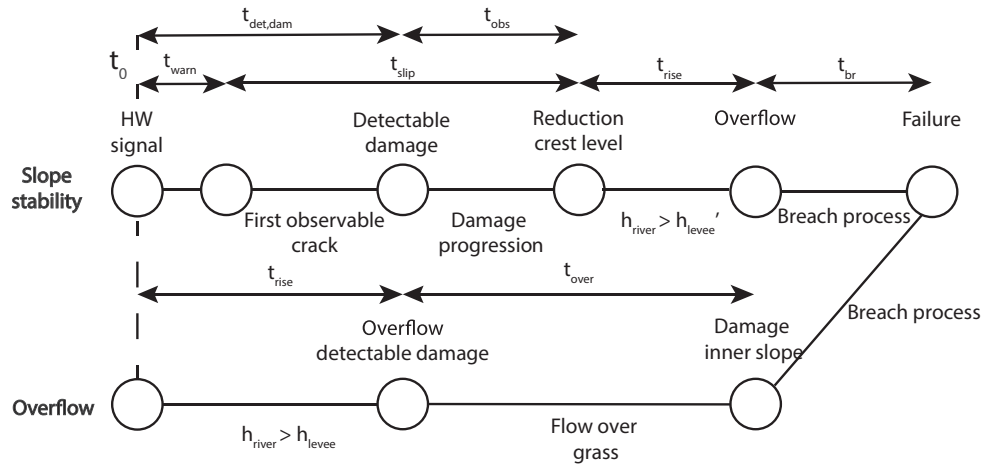 t_det,dam
t_obs
t_0
t_warn
t_slip
t_rise
t_br
HW
signal
Detectable
damage
Reduction
crest level
Overflow
Failure
Slope
stability
First observable
crack
Damage
progression
h_river > h_levee′
Breach process
t_rise
t_over
Overflow
detectable damage
Damage
inner slope
Breach process
Overflow
h_river > h_levee
Flow over
grass